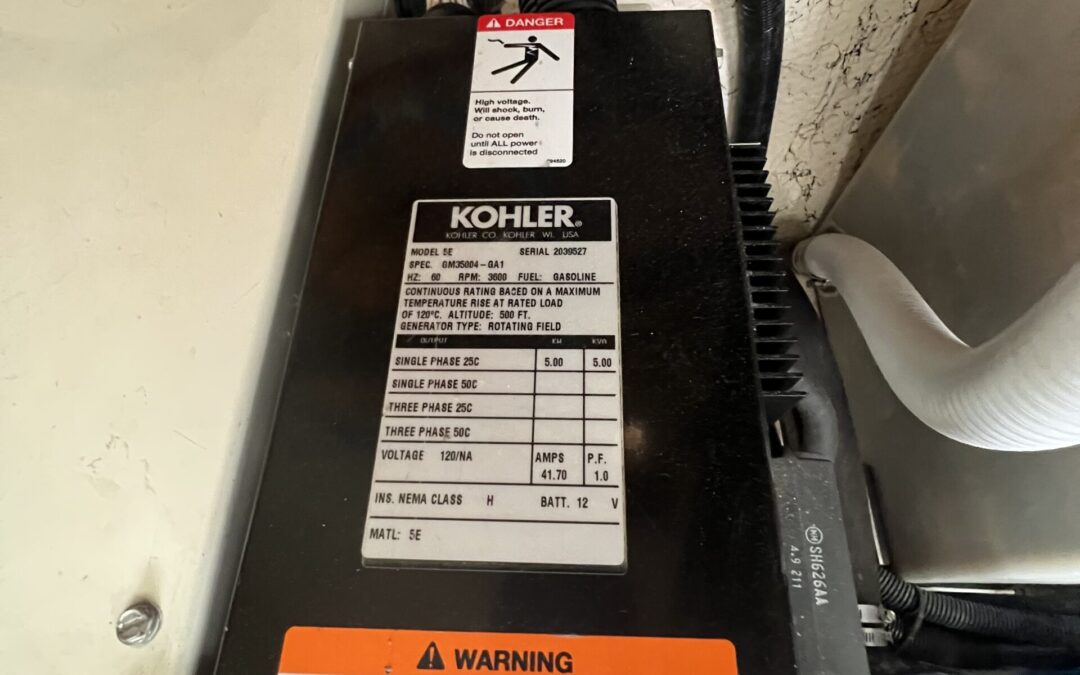 DANGER
High voltage.
Will shock, burn,
or cause death.
Do not open
until ALL power
is disconnected
KOHLER®
KOHLER CO. KOHLER WI. USA
MODEL 5E SERIAL 2039527
SPEC. GM35004-GA1
HZ: 60 RPM: 3600 FUEL: GASOLINE
CONTINUOUS RATING BASED ON A MAXIMUM
TEMPERATURE RISE AT RATED LOAD
OF 120°C. ALTITUDE: 500 FT.
GENERATOR TYPE: ROTATING FIELD
OUTPUT KW KVA
SINGLE PHASE 25C 5.00 5.00
SINGLE PHASE 50C
THREE PHASE 25C
THREE PHASE 50C
VOLTAGE 120/NA AMPS P.F.
41.70 1.0
INS. NEMA CLASS H BATT. 12 V
MATL: 5E
WARNING
SH626AA
4.9 211